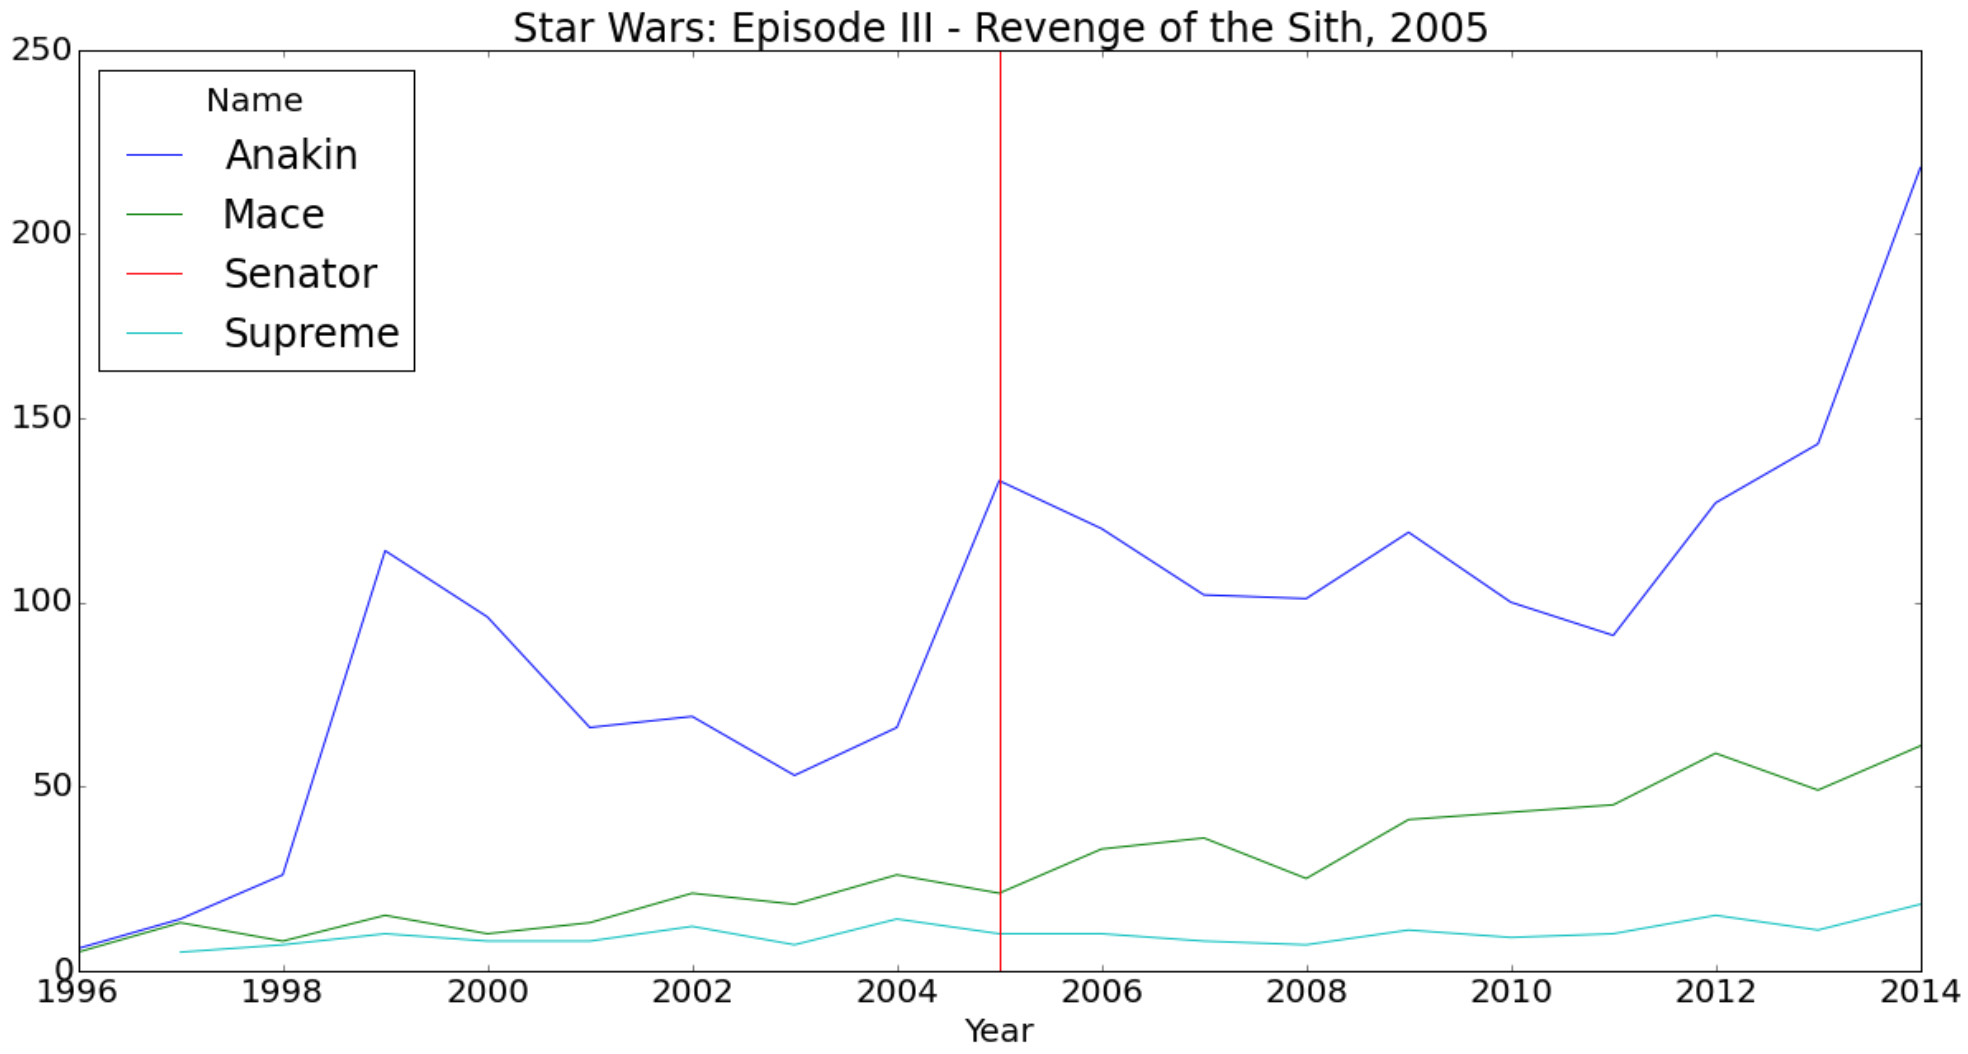 Star Wars: Episode III - Revenge of the Sith, 2005
250
200
150
100
50
0
Name
Anakin
Mace
Senator
Supreme
1996 1998 2000 2002 2004 2006 2008 2010 2012 2014
Year